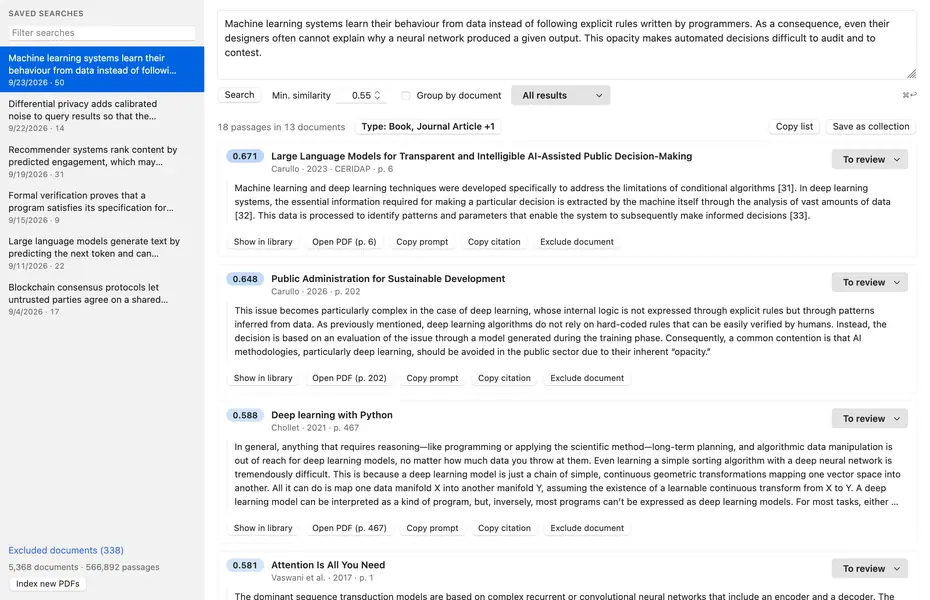 SAVED SEARCHES
Filter searches
Machine learning systems learn their
behaviour from data instead of followi...
9/23/2026 · 50
Differential privacy adds calibrated
noise to query results so that the...
9/22/2026 · 14
Recommender systems rank content by
predicted engagement, which may...
9/19/2026 · 31
Formal verification proves that a
program satisfies its specification for...
9/15/2026 · 9
Large language models generate text by
predicting the next token and can...
9/11/2026 · 22
Blockchain consensus protocols let
untrusted parties agree on a shared...
9/4/2026 · 17
Excluded documents (338)
5,368 documents · 566,892 passages
Index new PDFs
Machine learning systems learn their behaviour from data instead of following explicit rules written by programmers. As a consequence, even their
designers often cannot explain why a neural network produced a given output. This opacity makes automated decisions difficult to audit and to
contest.
Search
Min. similarity
0.55
Group by document
All results
⌘↩
18 passages in 13 documents
Type: Book, Journal Article +1
Copy list
Save as collection
0.671
Large Language Models for Transparent and Intelligible AI-Assisted Public Decision-Making
To review
Carullo · 2023 · CERIDAP · p. 6
Machine learning and deep learning techniques were developed specifically to address the limitations of conditional algorithms [31]. In deep learning
systems, the essential information required for making a particular decision is extracted by the machine itself through the analysis of vast amounts of data
[32]. This data is processed to identify patterns and parameters that enable the system to subsequently make informed decisions [33].
Show in library
Open PDF (p. 6)
Copy prompt
Copy citation
Exclude document
0.648
Public Administration for Sustainable Development
To review
Carullo · 2026 · p. 202
This issue becomes particularly complex in the case of deep learning, whose internal logic is not expressed through explicit rules but through patterns
inferred from data. As previously mentioned, deep learning algorithms do not rely on hard-coded rules that can be easily verified by humans. Instead, the
decision is based on an evaluation of the issue through a model generated during the training phase. Consequently, a common contention is that AI
methodologies, particularly deep learning, should be avoided in the public sector due to their inherent “opacity.”
Show in library
Open PDF (p. 202)
Copy prompt
Copy citation
Exclude document
0.588
Deep learning with Python
To review
Chollet · 2021 · p. 467
In general, anything that requires reasoning—like programming or applying the scientific method—long-term planning, and algorithmic data manipulation is
out of reach for deep learning models, no matter how much data you throw at them. Even learning a simple sorting algorithm with a deep neural network is
tremendously difficult. This is because a deep learning model is just a chain of simple, continuous geometric transformations mapping one vector space into
another. All it can do is map one data manifold X into another manifold Y, assuming the existence of a learnable continuous transform from X to Y. A deep
learning model can be interpreted as a kind of program, but, inversely, most programs can't be expressed as deep learning models. For most tasks, either ...
Show in library
Open PDF (p. 467)
Copy prompt
Copy citation
Exclude document
0.581
Attention Is All You Need
To review
Vaswani et al. · 2017 · p. 1
The dominant sequence transduction models are based on complex recurrent or convolutional neural networks that include an encoder and a decoder. The